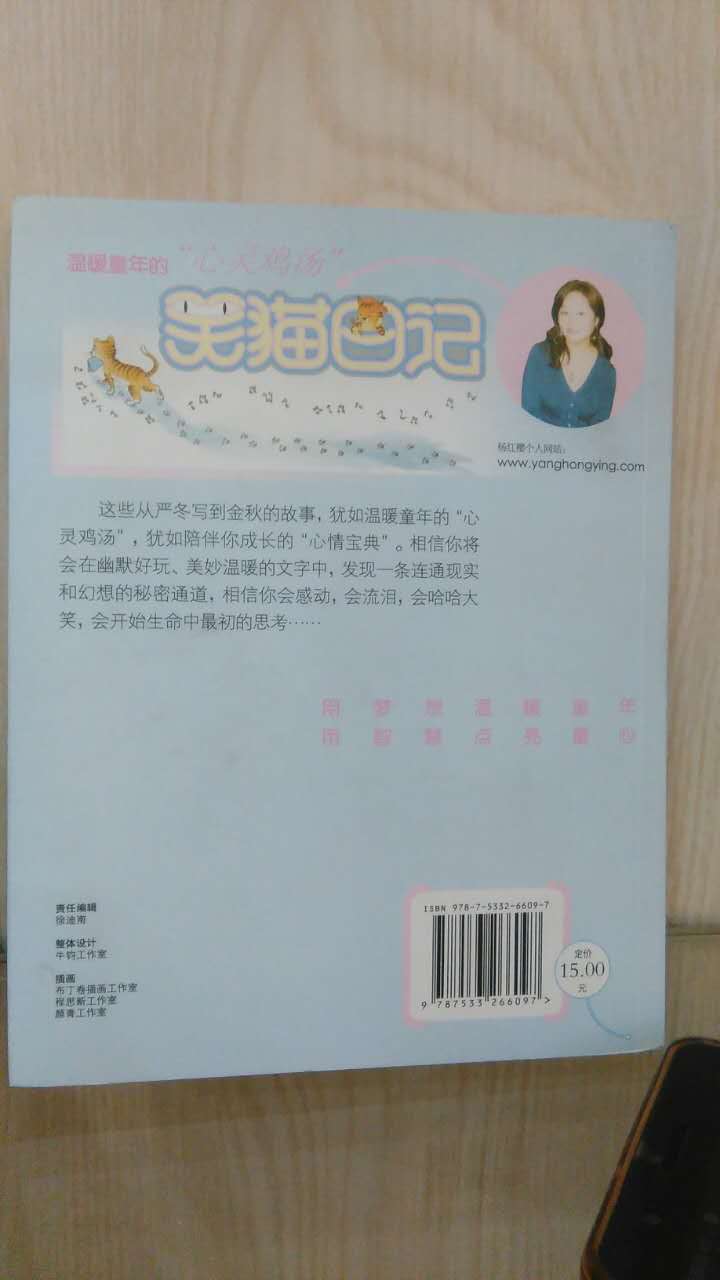 温暖童年的“心灵鸡汤”
笑猫日记
杨红樱个人网站:
www.yanghongying.com
这些从严冬写到金秋的故事，犹如温暖童年的“心
灵鸡汤”，犹如陪伴你成长的“心情宝典”。相信你将
会在幽默好玩、美妙温暖的文字中，发现一条连通现实
和幻想的秘密通道，相信你会感动，会流泪，会哈哈大
笑，会开始生命中最初的思考……
用梦想温暖童年
用智慧点亮童心
责任编辑
徐迪南
整体设计
牛钧工作室
插画
布丁卷插画工作室
程思新工作室
颜青工作室
ISBN 978-7-5332-6609-7
9 787533 266097 >
定价
15.00
元